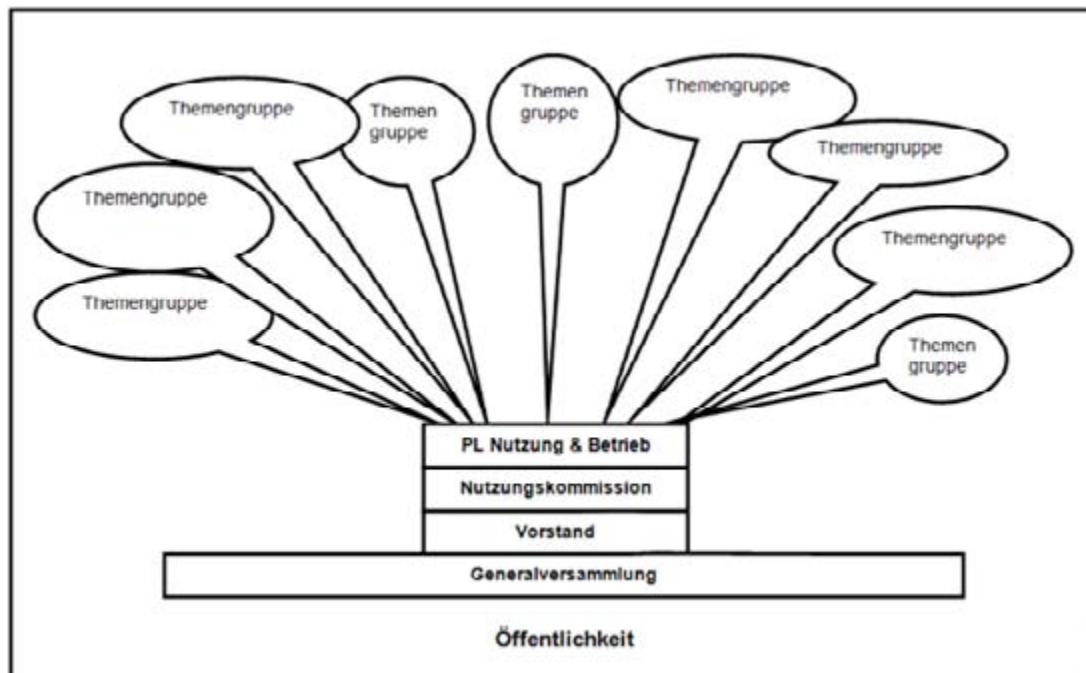 Themengruppe
Themen
gruppe
Themen
gruppe
Themengruppe
Themengruppe
Themengruppe
Themengruppe
Themengruppe
Themen
gruppe
PL Nutzung & Betrieb
Nutzungskommission
Vorstand
Generalversammlung
Öffentlichkeit